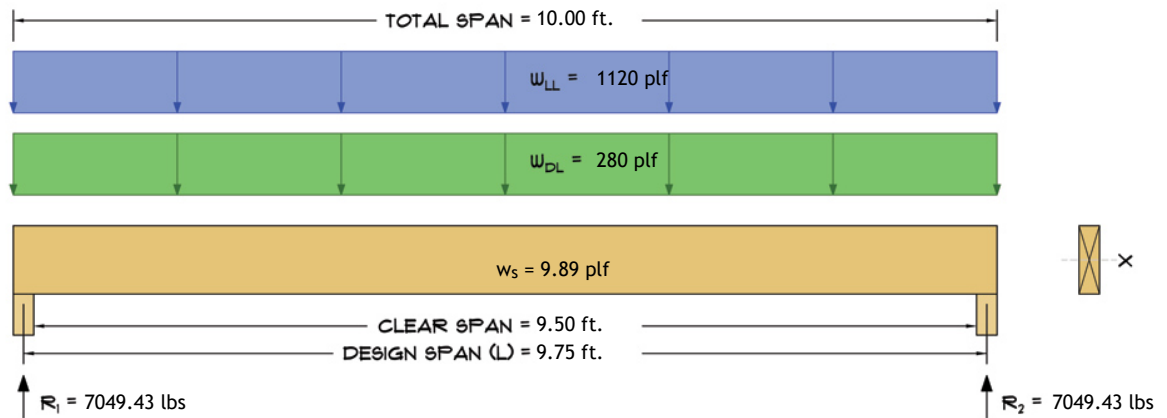 TOTAL SPAN = 10.00 ft.
WLL = 1120 plf
WDL = 280 plf
ws = 9.89 plf
X
CLEAR SPAN = 9.50 ft.
DESIGN SPAN (L) = 9.75 ft.
R1 = 7049.43 lbs
R2 = 7049.43 lbs